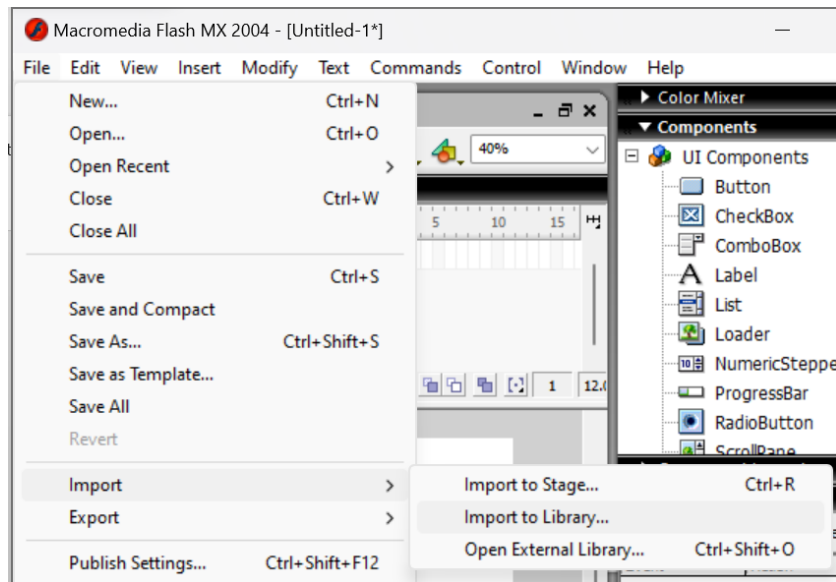 Macromedia Flash MX 2004 - [Untitled-1*]
File Edit View Insert Modify Text Commands Control Window Help
New... Ctrl+N
Open... Ctrl+O
Open Recent
Close Ctrl+W
Close All
Save Ctrl+S
Save and Compact
Save As... Ctrl+Shift+S
Save as Template...
Save All
Revert
Import
Export
Publish Settings... Ctrl+Shift+F12
Import to Stage... Ctrl+R
Import to Library...
Open External Library... Ctrl+Shift+O
40%
5 10 15
1 12.0
Color Mixer
Components
UI Components
Button
CheckBox
ComboBox
Label
List
Loader
NumericSteppe
ProgressBar
RadioButton
ScrollPane